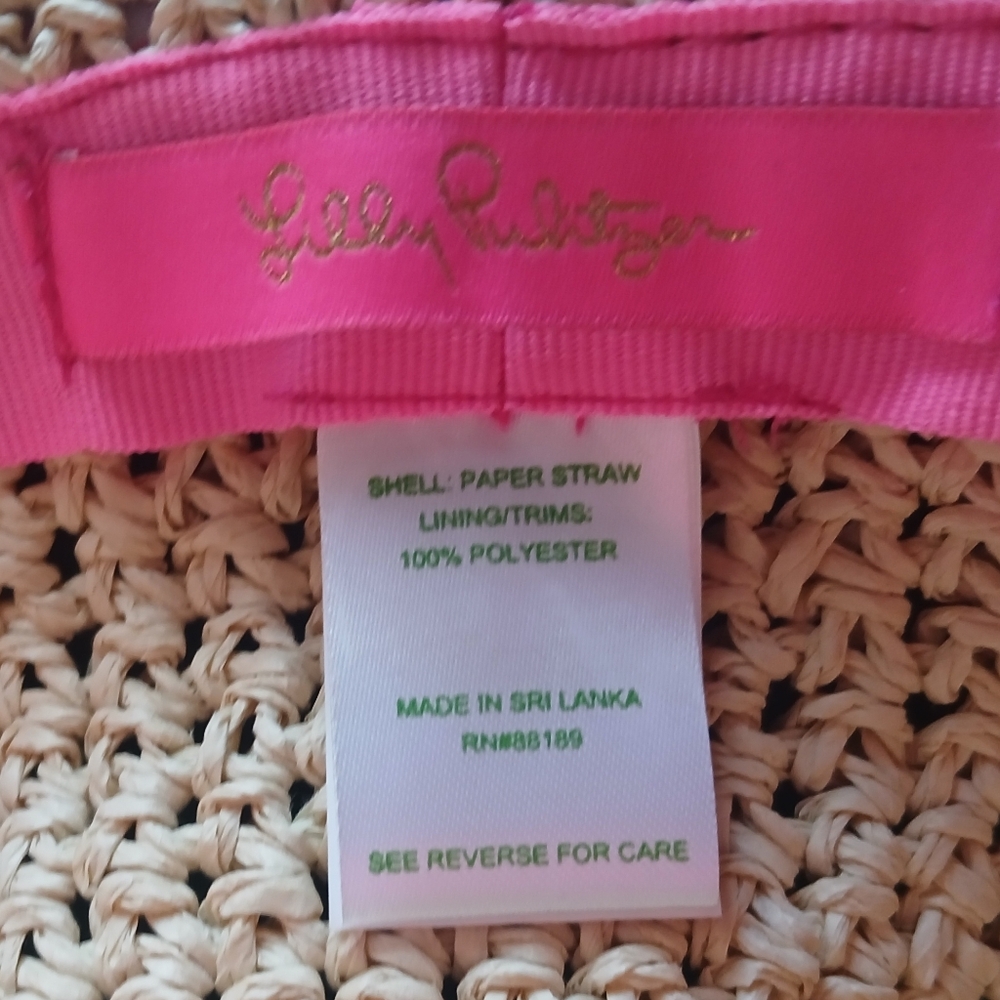 Lilly Pulitzer
SHELL: PAPER STRAW
LINING/TRIMS:
100% POLYESTER
MADE IN SRI LANKA
RN#88189
SEE REVERSE FOR CARE